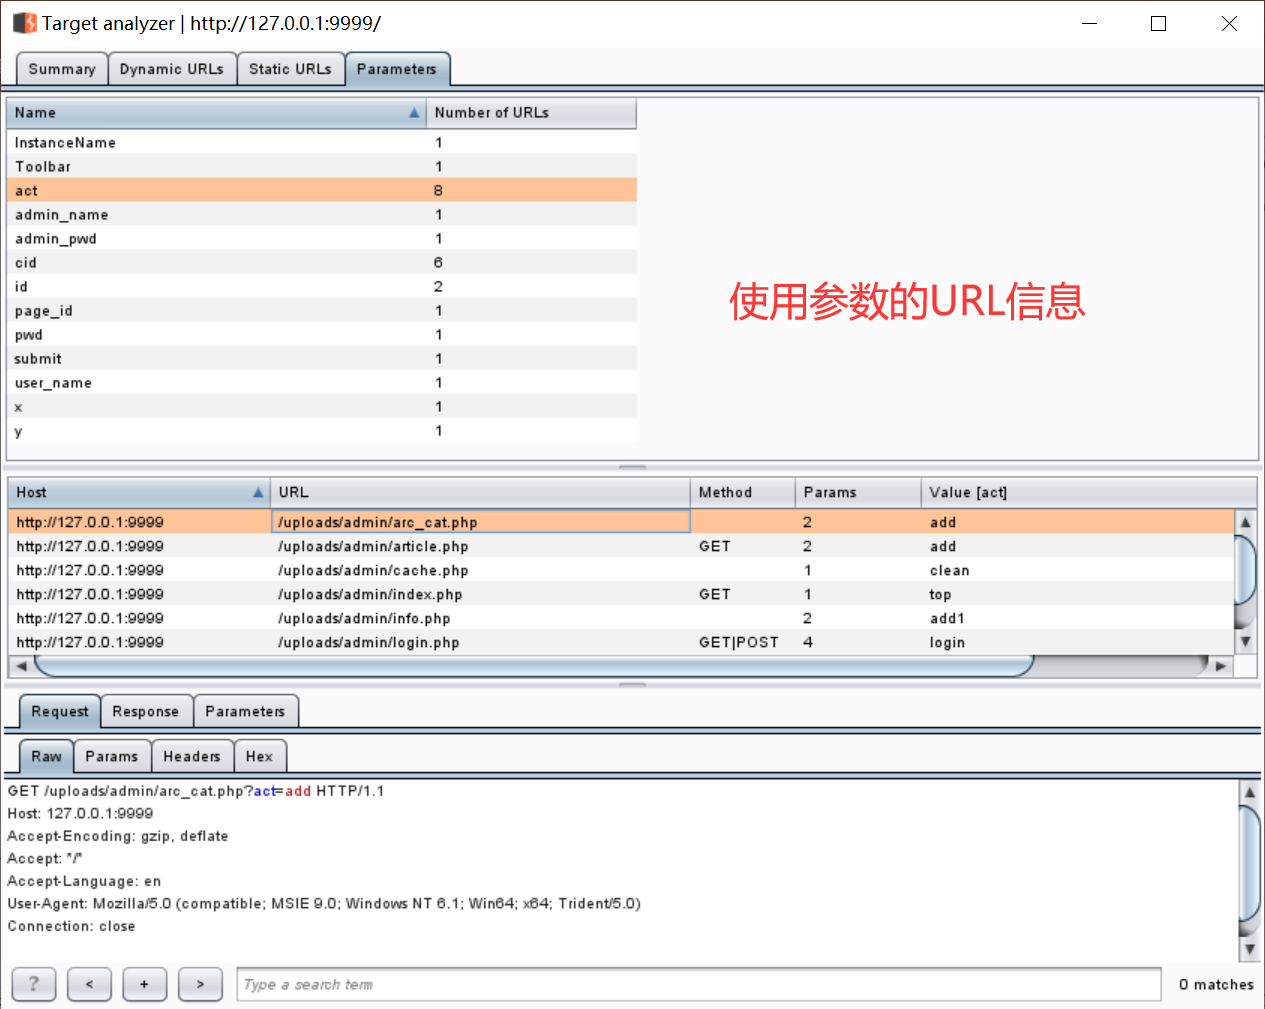 Target analyzer | http://127.0.0.1:9999/
Summary Dynamic URLs Static URLs Parameters
Name Number of URLs
InstanceName 1
Toolbar 1
act 8
admin_name 1
admin_pwd 1
cid 6
id 2
page_id 1
pwd 1
submit 1
user_name 1
x 1
y 1
使用参数的URL信息
Host URL Method Params Value [act]
http://127.0.0.1:9999 /uploads/admin/arc_cat.php 2 add
http://127.0.0.1:9999 /uploads/admin/article.php GET 2 add
http://127.0.0.1:9999 /uploads/admin/cache.php 1 clean
http://127.0.0.1:9999 /uploads/admin/index.php GET 1 top
http://127.0.0.1:9999 /uploads/admin/info.php 2 add1
http://127.0.0.1:9999 /uploads/admin/login.php GET|POST 4 login
Request Response Parameters
Raw Params Headers Hex
GET /uploads/admin/arc_cat.php?act=add HTTP/1.1
Host: 127.0.0.1:9999
Accept-Encoding: gzip, deflate
Accept: */*
Accept-Language: en
User-Agent: Mozilla/5.0 (compatible; MSIE 9.0; Windows NT 6.1; Win64; x64; Trident/5.0)
Connection: close
? < + > Type a search term 0 matches